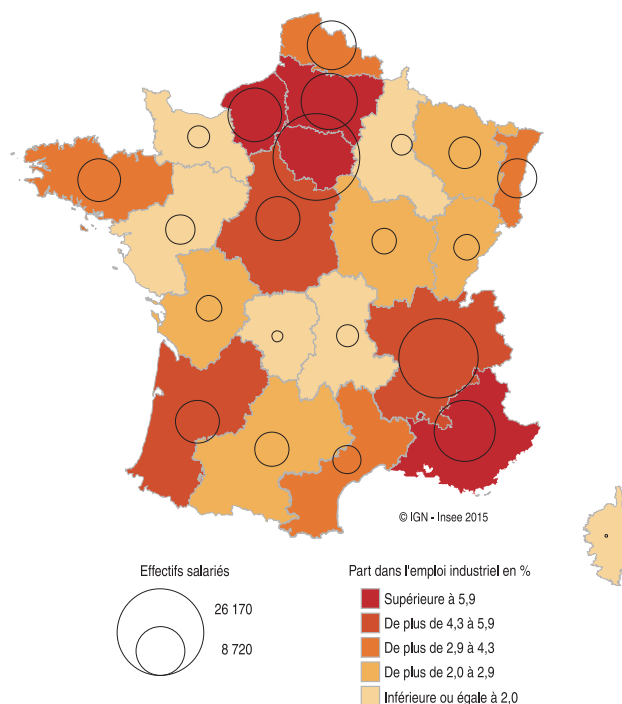 © IGN - Insee 2015
Effectifs salariés
26 170
8 720
Part dans l'emploi industriel en %
Supérieure à 5,9
De plus de 4,3 à 5,9
De plus de 2,9 à 4,3
De plus de 2,0 à 2,9
Inférieure ou égale à 2,0